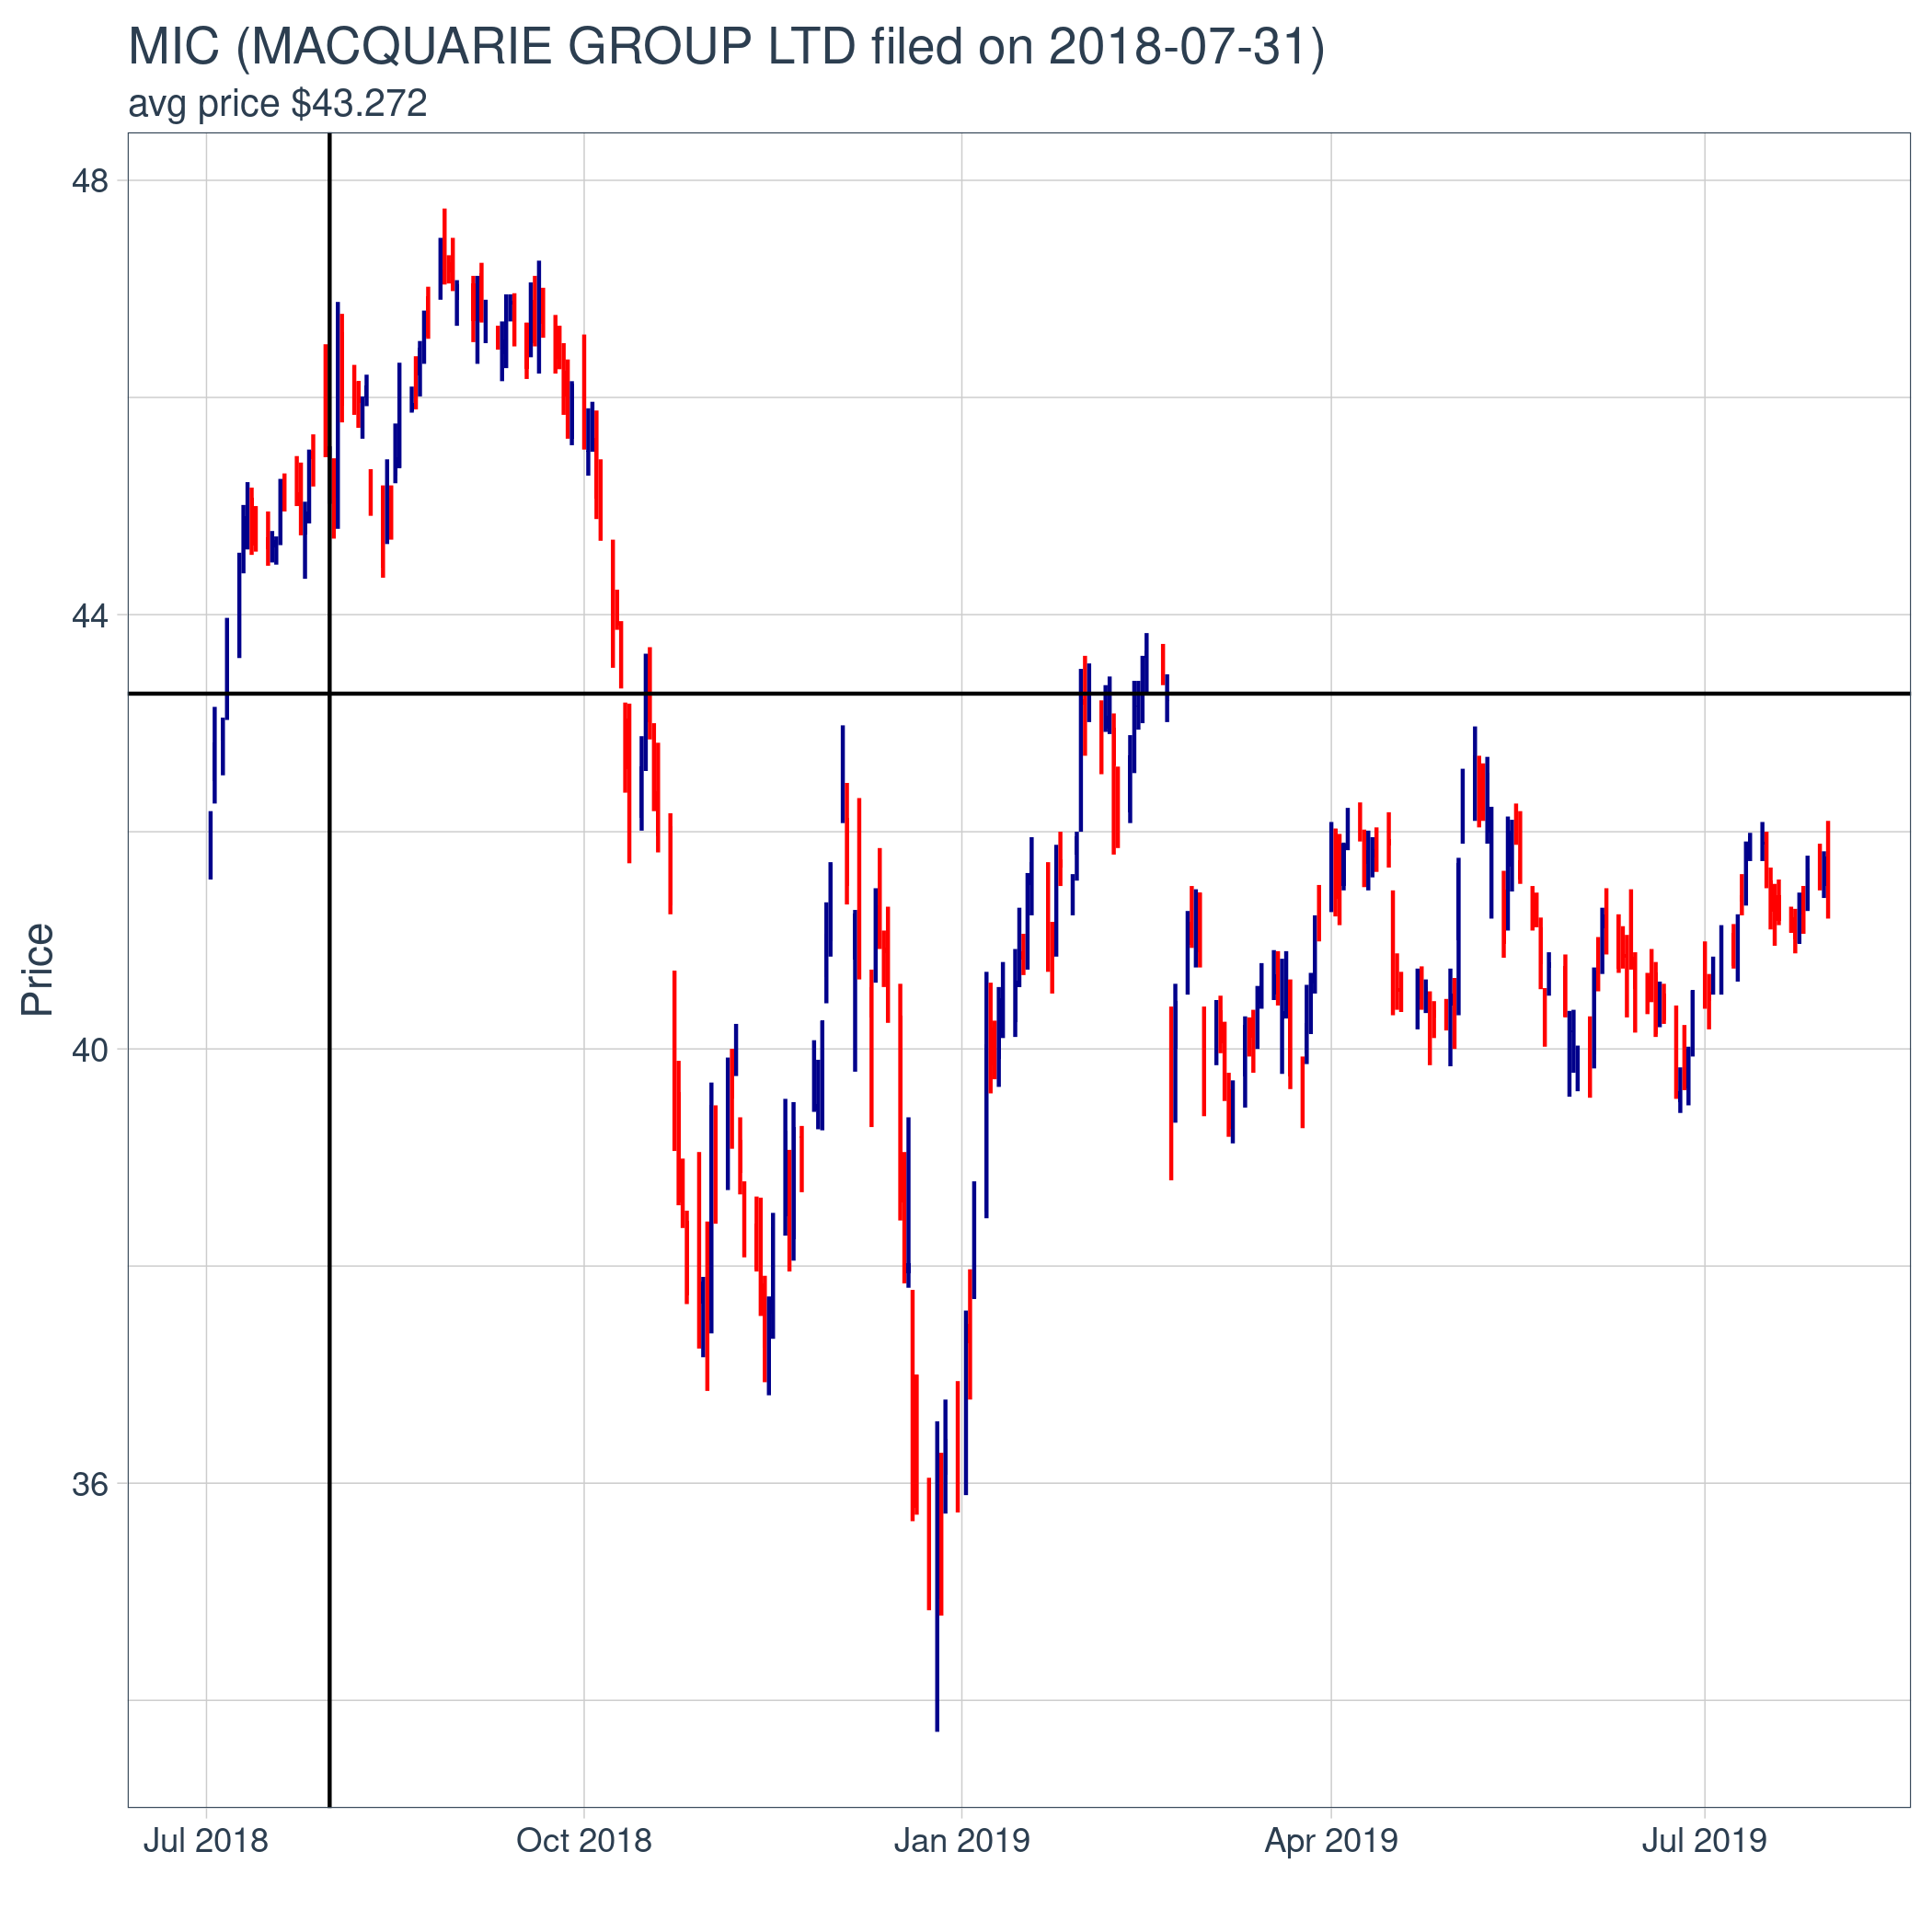 MIC (MACQUARIE GROUP LTD filed on 2018-07-31)
avg price $43.272
48
44
40
36
Price
Jul 2018
Oct 2018
Jan 2019
Apr 2019
Jul 2019